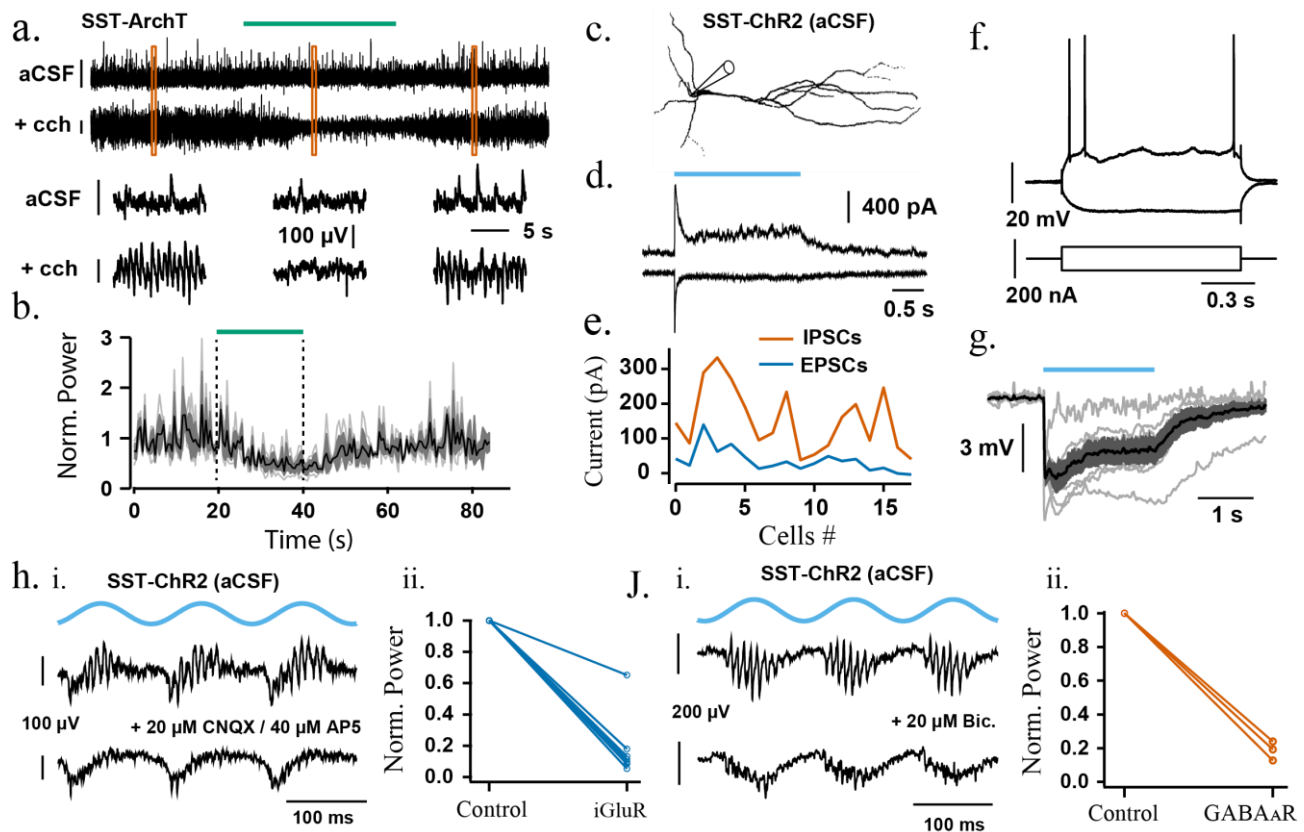 a.
SST-ArchT
aCSF
+ cch
aCSF
100 µV
5 s
+ cch
b.
Norm. Power
3
2
1
0
0 20 40 60 80
Time (s)
c.
SST-ChR2 (aCSF)
d.
400 pA
0.5 s
e.
IPSCs
EPSCs
Current (pA)
300
200
100
0
0 5 10 15
Cells #
f.
20 mV
200 nA
0.3 s
g.
3 mV
1 s
h.
i.
SST-ChR2 (aCSF)
100 µV
+ 20 µM CNQX / 40 µM AP5
100 ms
ii.
Norm. Power
1.0
0.8
0.6
0.4
0.2
0.0
Control iGluR
J.
i.
SST-ChR2 (aCSF)
200 µV
+ 20 µM Bic.
100 ms
ii.
Norm. Power
1.0
0.8
0.6
0.4
0.2
0.0
Control GABAAR